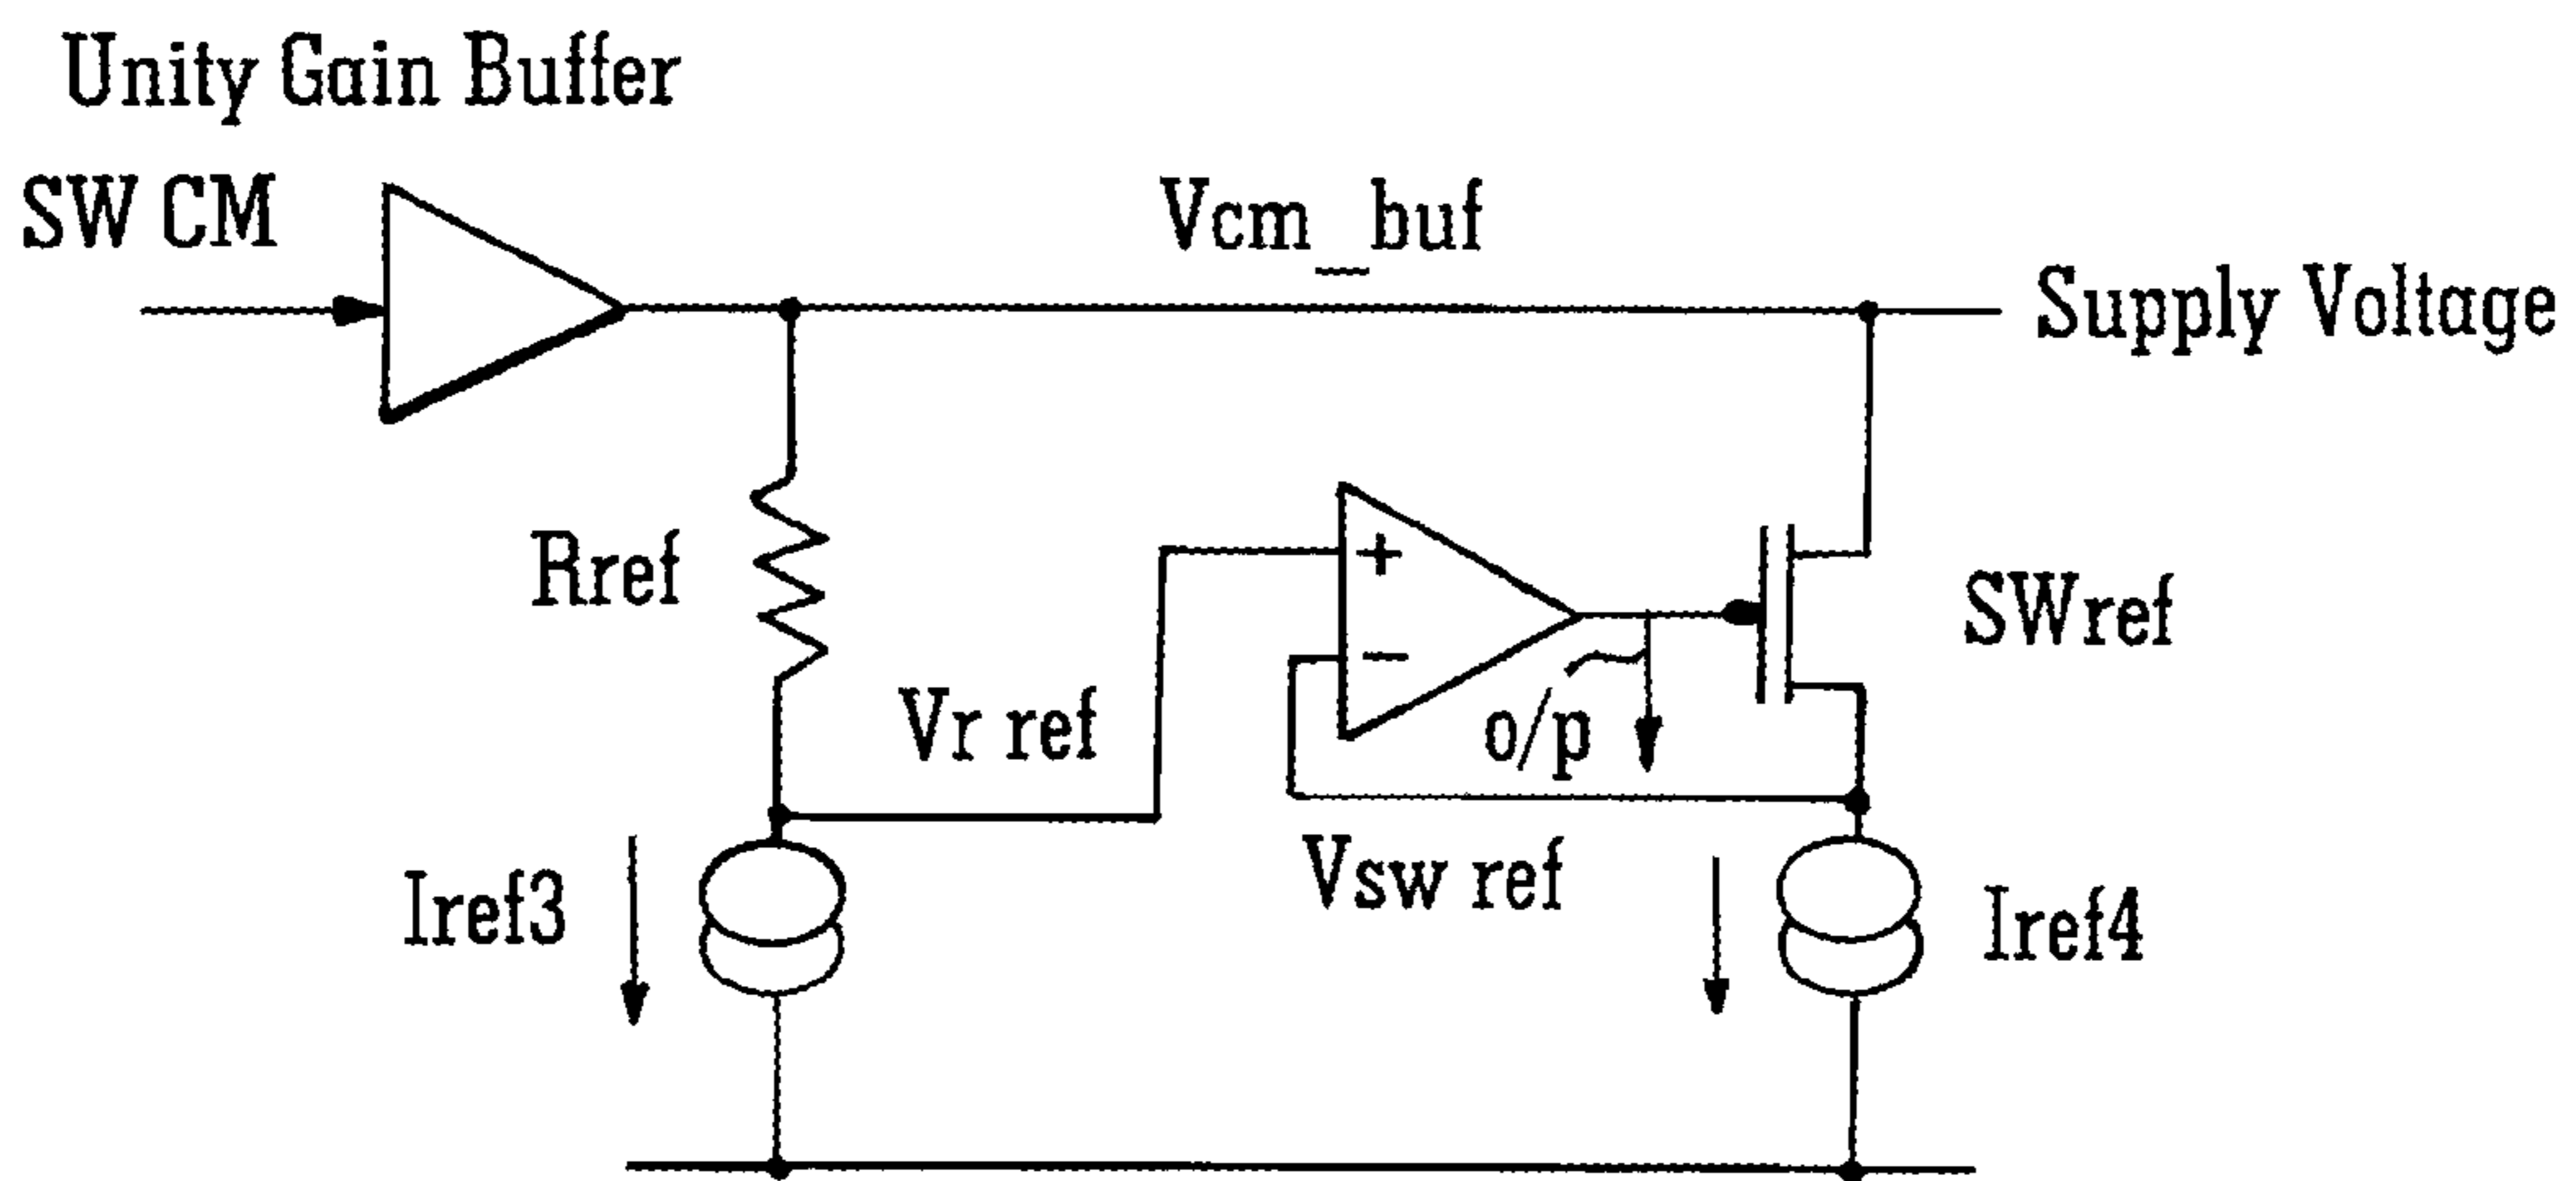 Unity Gain Buffer
SW CM
Vcm_buf
Supply Voltage
Rref
+
−
SWref
Vr ref
o/p
Iref3
Vsw ref
Iref4